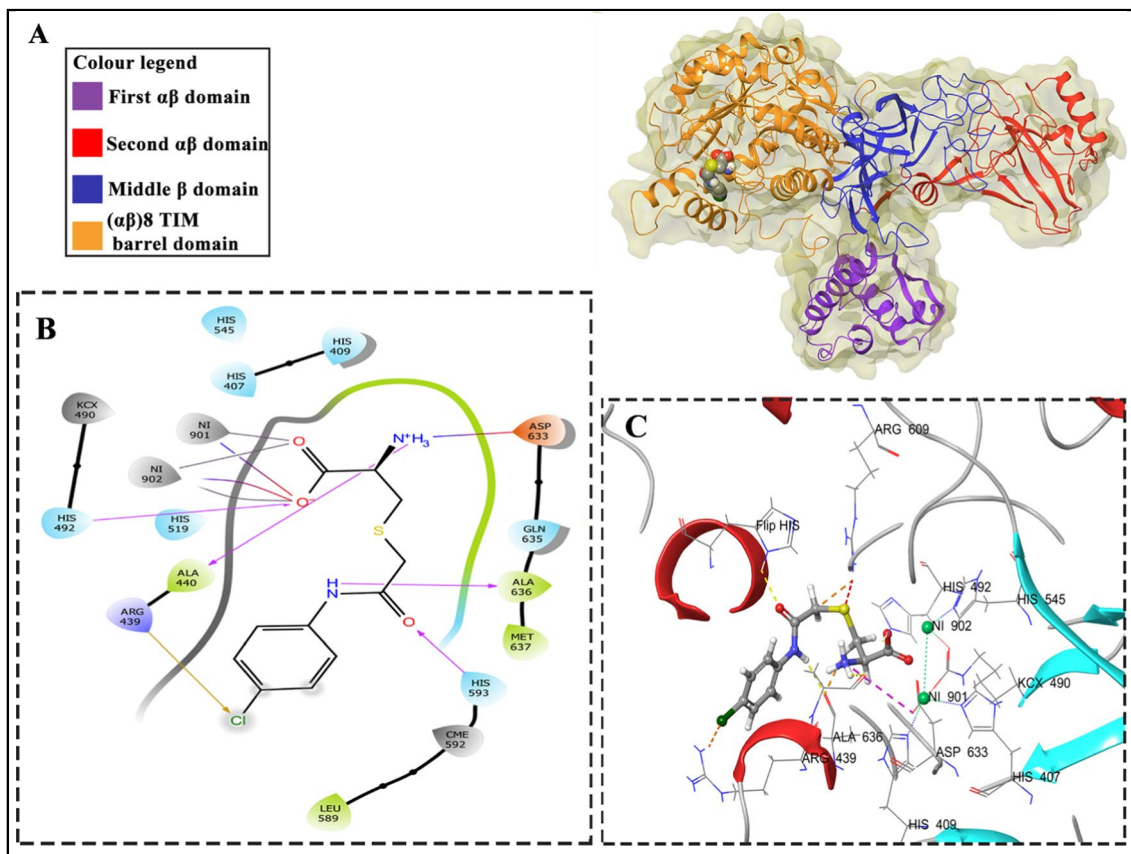 A
Colour legend
First αβ domain
Second αβ domain
Middle β domain
(αβ)8 TIM
barrel domain
B
HIS
545
HIS
409
HIS
407
KCX
490
NI
901
NI
902
HIS
492
HIS
519
ALA
440
ARG
439
N⁺H₃
ASP
633
GLN
635
ALA
636
MET
637
HIS
593
CME
592
LEU
589
O
O⁻
S
H
N
O
Cl
C
ARG 609
Flip HIS
HIS 492
HIS 545
NI 902
KCX 490
NI 901
ALA 636
ASP 633
ARG 439
HIS 407
HIS 409